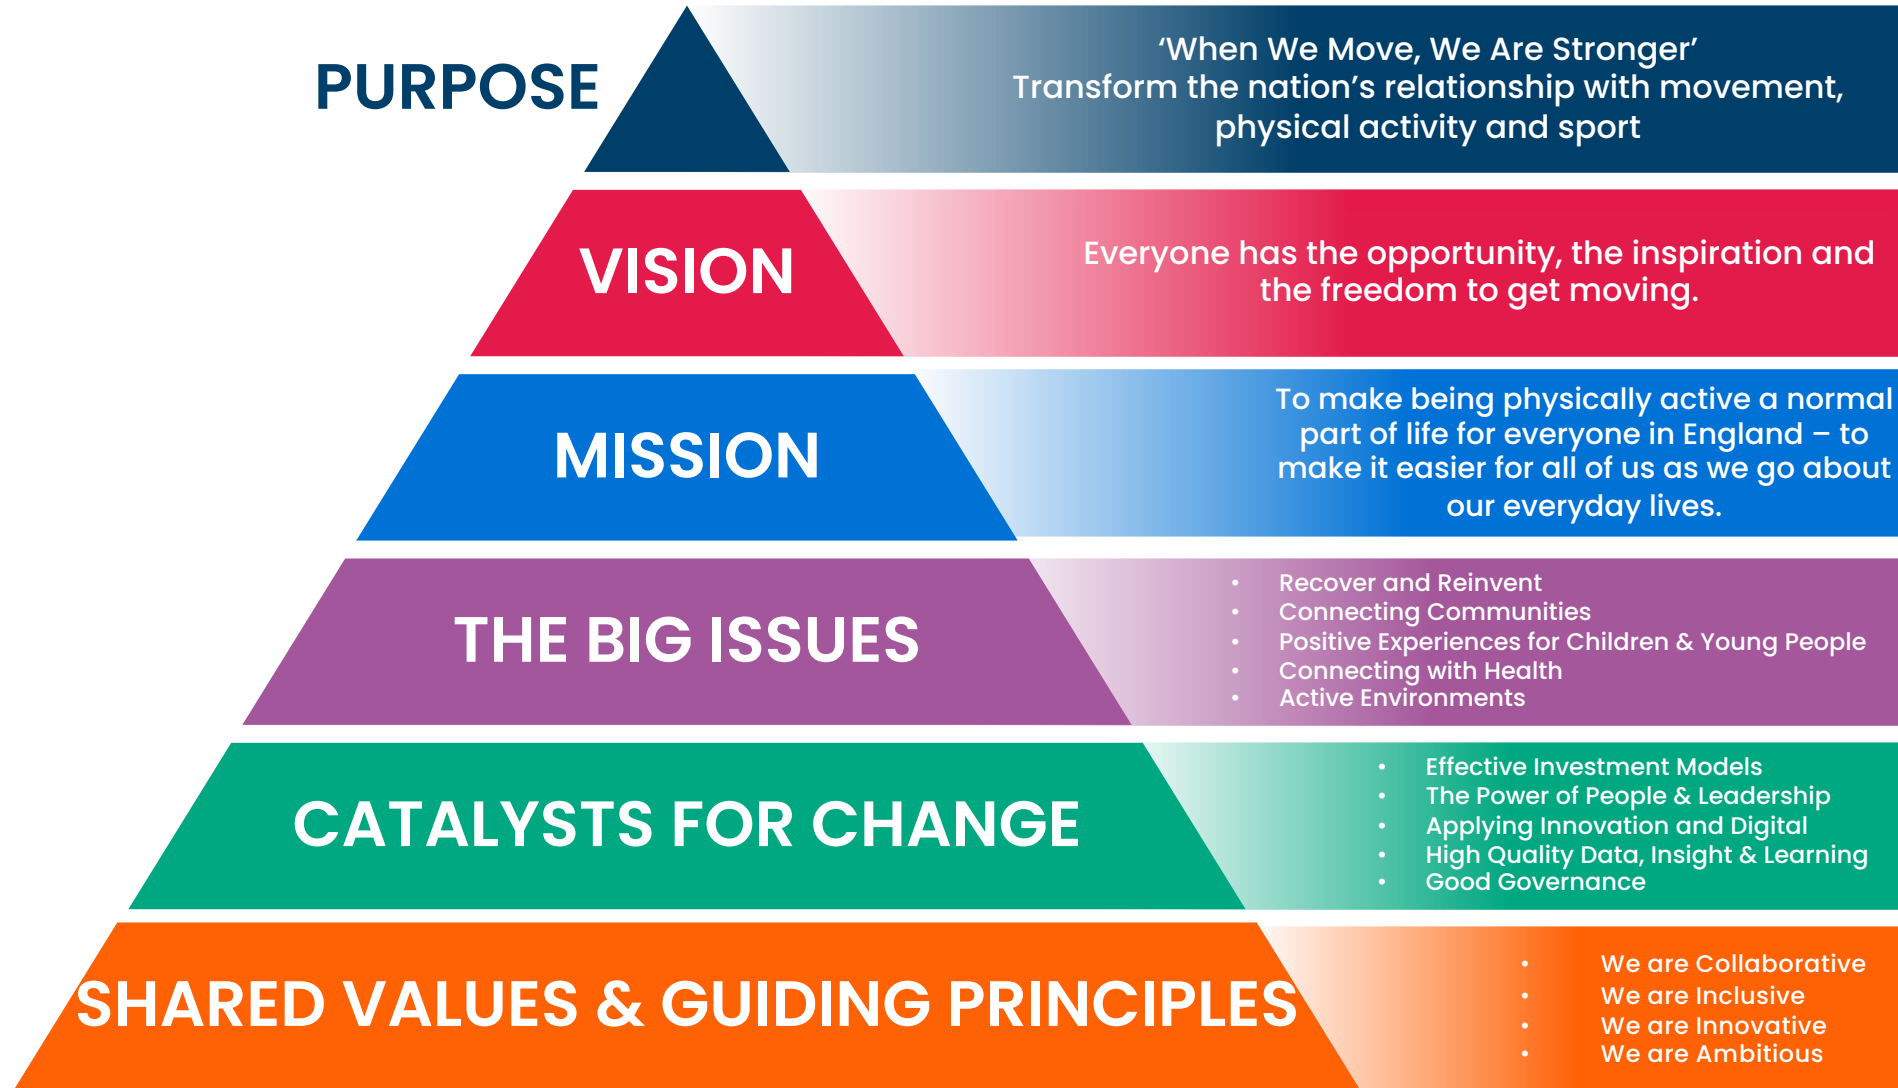 PURPOSE
‘When We Move, We Are Stronger’
Transform the nation’s relationship with movement,
physical activity and sport
VISION
Everyone has the opportunity, the inspiration and
the freedom to get moving.
MISSION
To make being physically active a normal
part of life for everyone in England – to
make it easier for all of us as we go about
our everyday lives.
THE BIG ISSUES
• Recover and Reinvent
• Connecting Communities
• Positive Experiences for Children & Young People
• Connecting with Health
• Active Environments
CATALYSTS FOR CHANGE
• Effective Investment Models
• The Power of People & Leadership
• Applying Innovation and Digital
• High Quality Data, Insight & Learning
• Good Governance
SHARED VALUES & GUIDING PRINCIPLES
• We are Collaborative
• We are Inclusive
• We are Innovative
• We are Ambitious